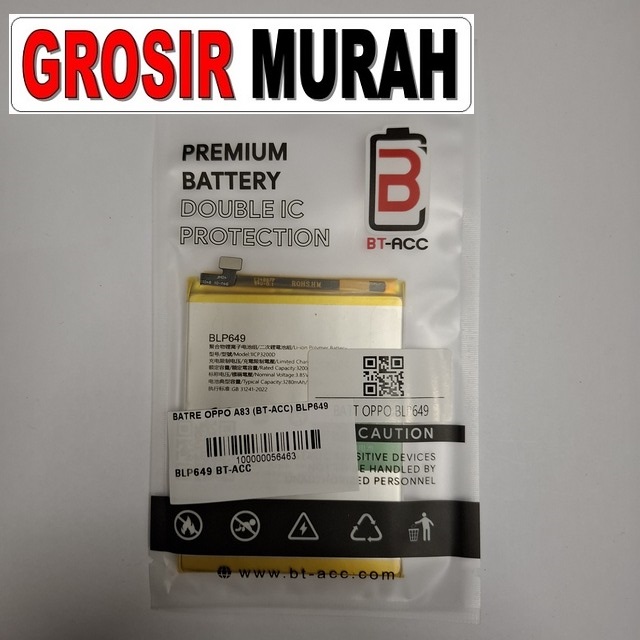 GROSIR MURAH
PREMIUM
BATTERY
DOUBLE IC
PROTECTION
B
BT-ACC
BLP649
BATRE OPPO A83 (BT-ACC) BLP649
100000056463
BLP649 BT-ACC
T OPPO BLP649
CAUTION
SITIVE DEVICES
E HANDLED BY
ED PERSONNEL
www.bt-acc.com